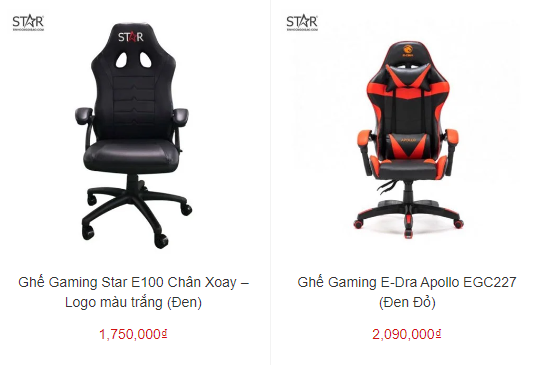 STAR
STAR
STAR
Ghế Gaming Star E100 Chân Xoay –
Logo màu trắng (Đen)
1,750,000₫
Ghế Gaming E-Dra Apollo EGC227
(Đen Đỏ)
2,090,000₫